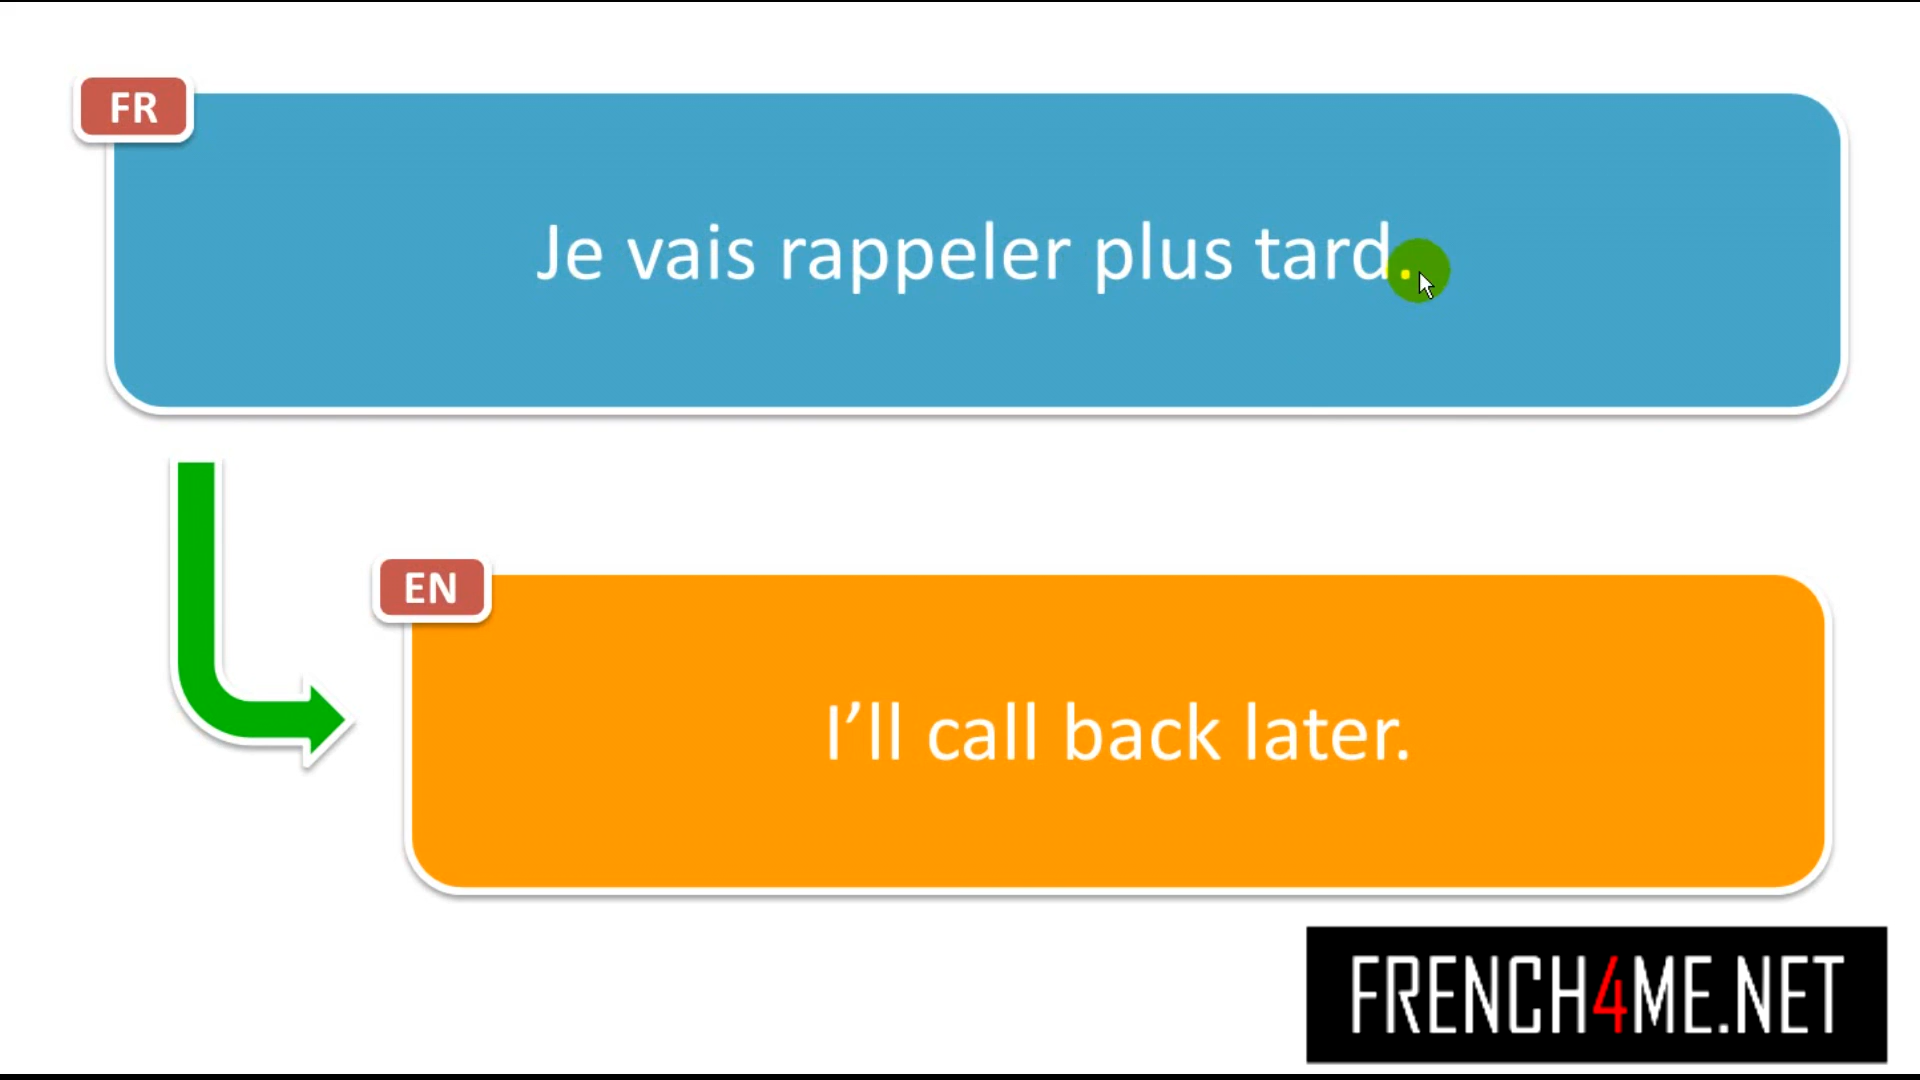 FR
Je vais rappeler plus tard.
EN
I’ll call back later.
FRENCH4ME.NET